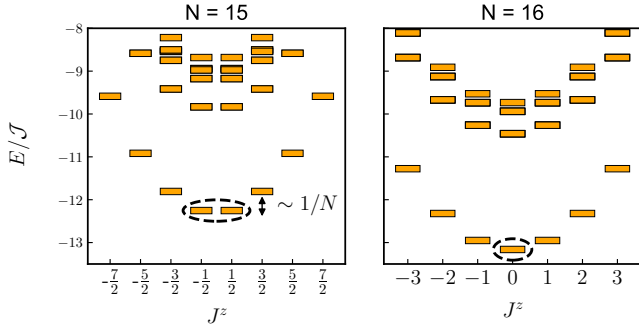 N = 15
N = 16
E/𝒥
-8
-9
-10
-11
-12
-13
∼ 1/N
-7/2 -5/2 -3/2 -1/2 1/2 3/2 5/2 7/2
−3 −2 −1 0 1 2 3
J^z
J^z